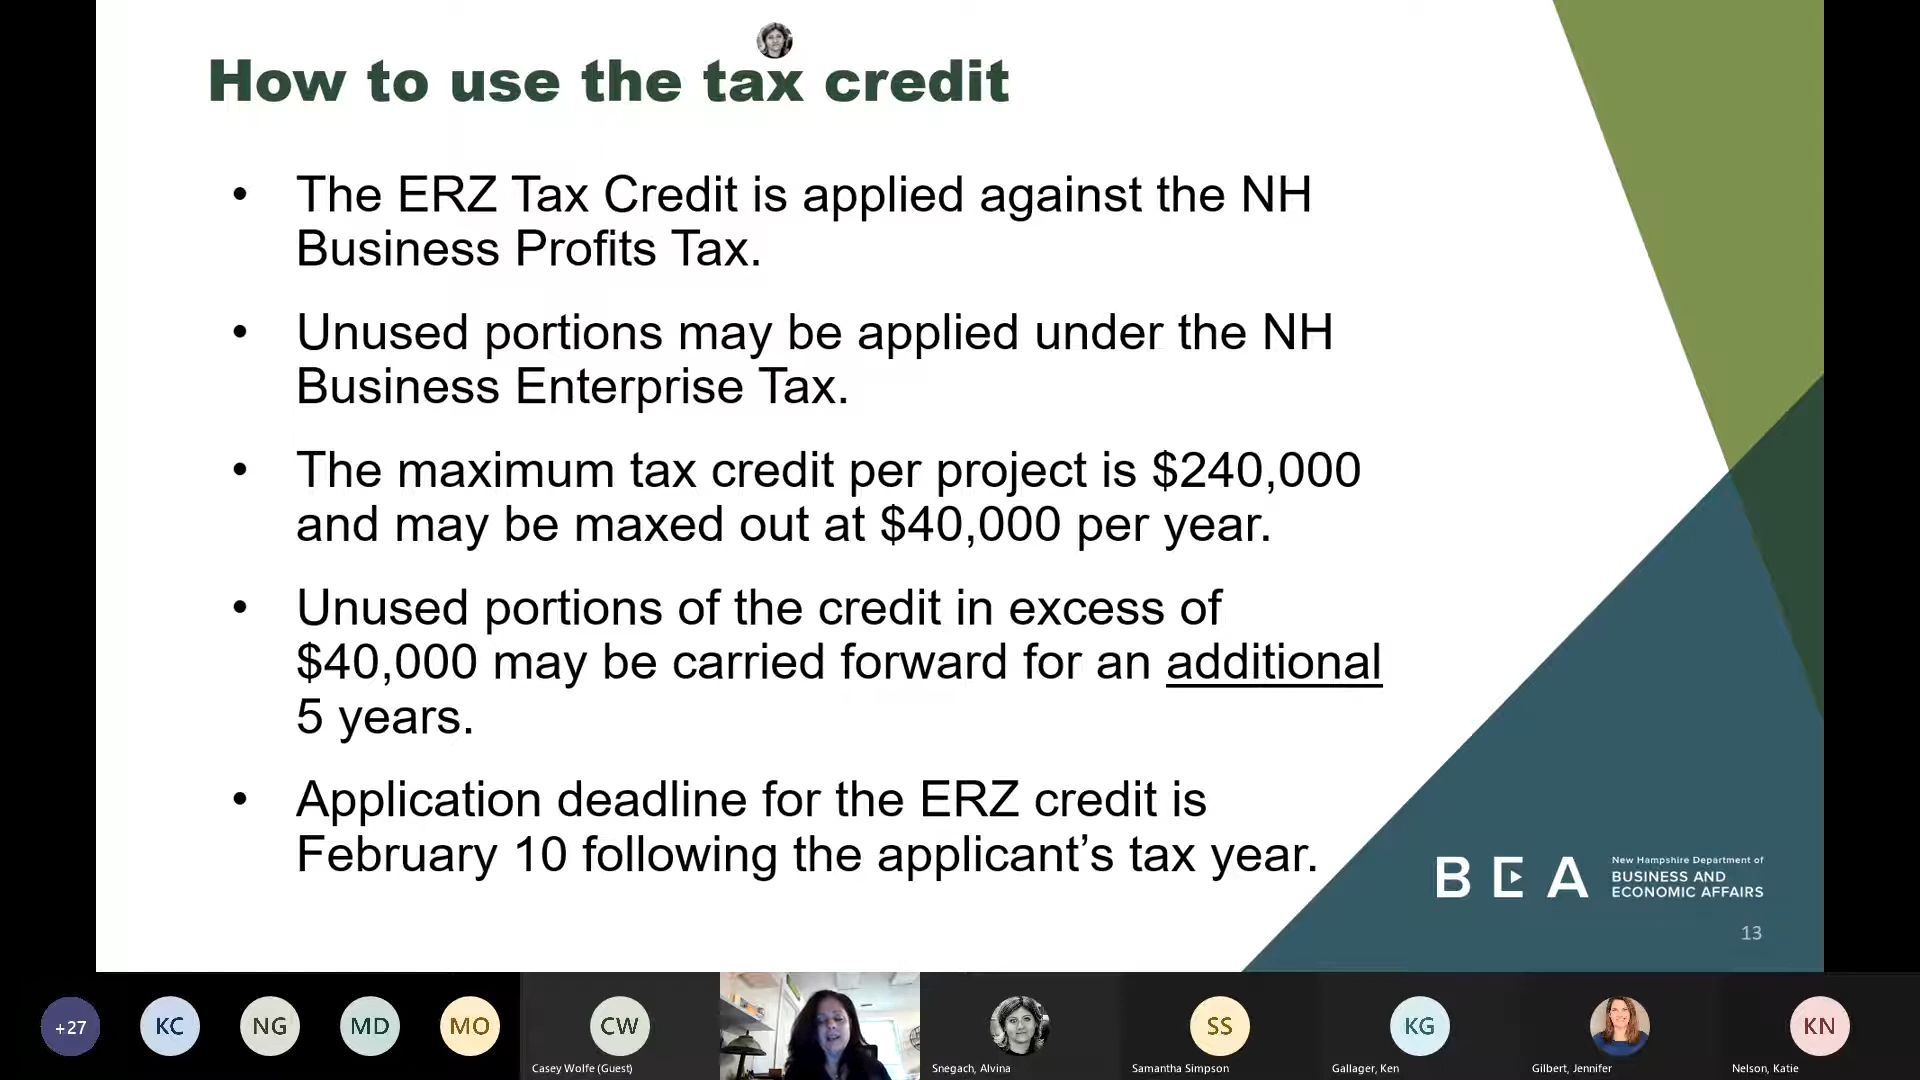 How to use the tax credit
• The ERZ Tax Credit is applied against the NH
Business Profits Tax.
• Unused portions may be applied under the NH
Business Enterprise Tax.
• The maximum tax credit per project is $240,000
and may be maxed out at $40,000 per year.
• Unused portions of the credit in excess of
$40,000 may be carried forward for an additional
5 years.
• Application deadline for the ERZ credit is
February 10 following the applicant’s tax year.
BEA
New Hampshire Department of
BUSINESS AND
ECONOMIC AFFAIRS
13
+27
KC
NG
MD
MO
CW
SS
KG
KN
Casey Wolfe (Guest)
Snegach, Alvina
Samantha Simpson
Gallager, Ken
Gilbert, Jennifer
Nelson, Katie